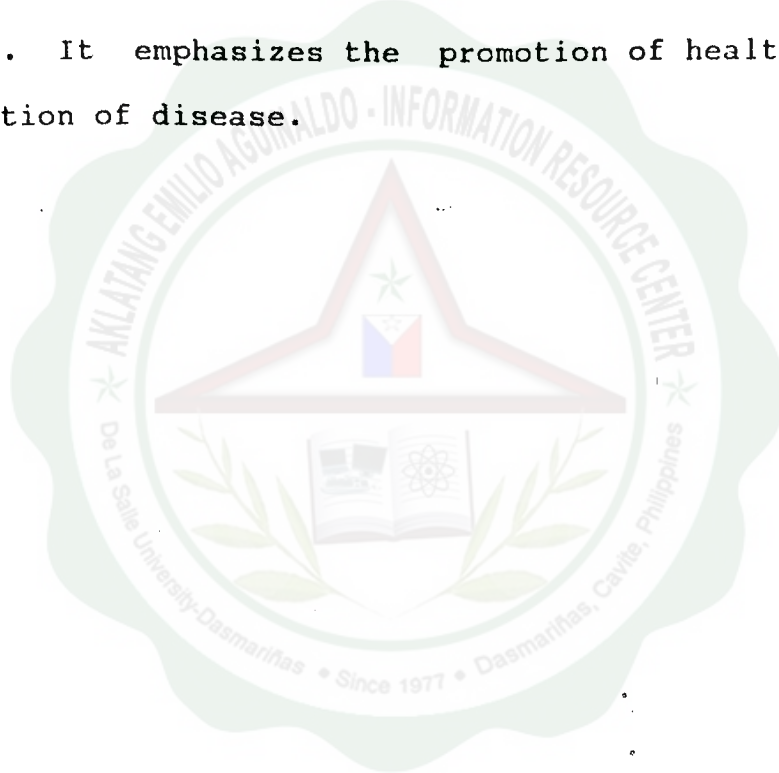 . It emphasizes the promotion of healt
tion of disease.
AKLATANG EMILIO AGUINALDO - INFORMATION RESOURCE CENTER
De La Salle University-Dasmariñas • Since 1977 • Dasmariñas, Cavite, Philippines